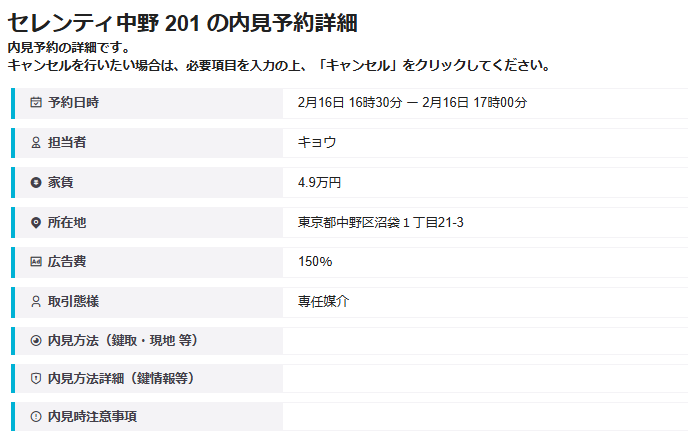 セレンティ中野 201 の内見予約詳細
内見予約の詳細です。
キャンセルを行いたい場合は、必要項目を入力の上、「キャンセル」をクリックしてください。
予約日時 2月16日 16時30分 ー 2月16日 17時00分
担当者 キョウ
家賃 4.9万円
所在地 東京都中野区沼袋１丁目21-3
広告費 150%
取引態様 専任媒介
内見方法（鍵取・現地 等）
内見方法詳細（鍵情報等）
内見時注意事項